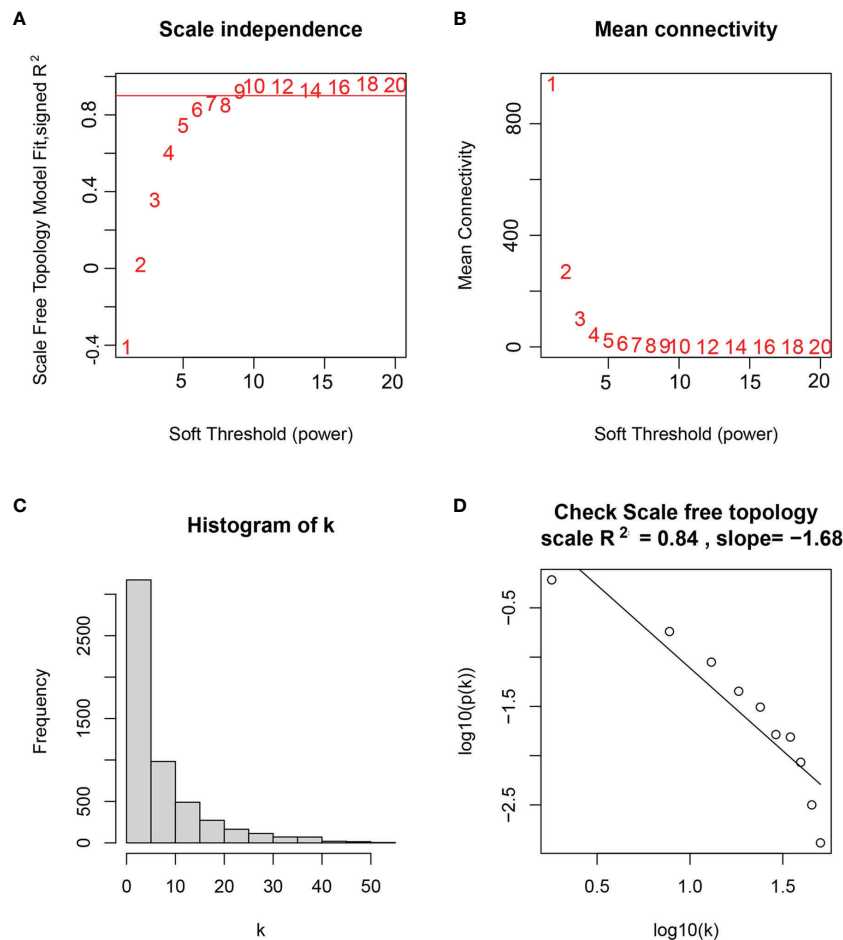 A
Scale independence
Scale Free Topology Model Fit,signed R²
-0.4 0 0.4 0.8
1 2 3 4 5 6 7 8 9 10 12 14 16 18 20
5 10 15 20
Soft Threshold (power)
B
Mean connectivity
Mean Connectivity
0 400 800
1 2 3 4 5 6 7 8 9 10 12 14 16 18 20
5 10 15 20
Soft Threshold (power)
C
Histogram of k
Frequency
0 500 1500 2500
0 10 20 30 40 50
k
D
Check Scale free topology
scale R² = 0.84 , slope= −1.68
log10(p(k))
−2.5 −1.5 −0.5
0.5 1.0 1.5
log10(k)